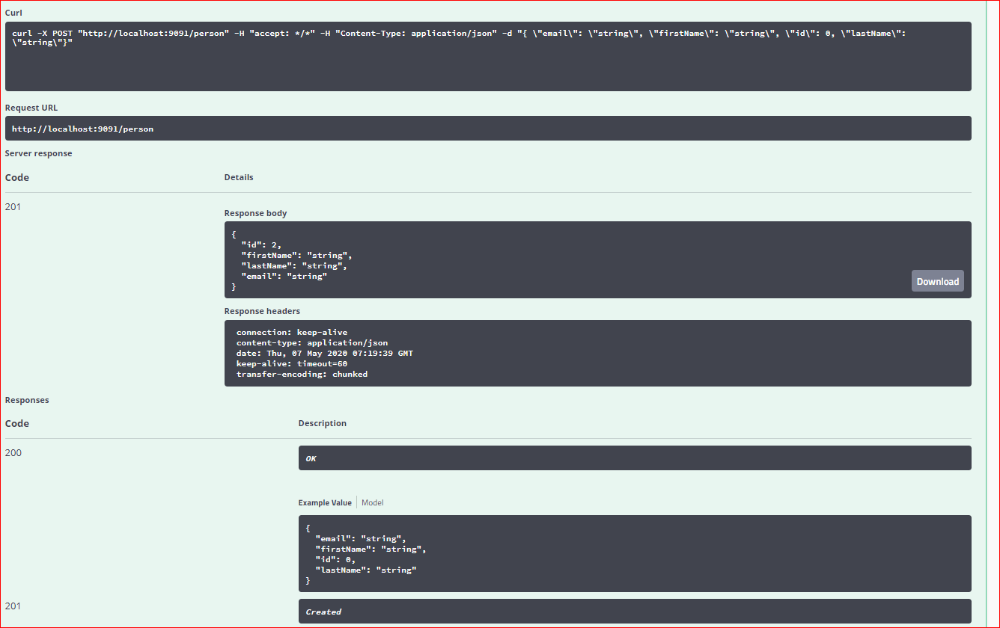 Curl
curl -X POST "http://localhost:9091/person" -H "accept: */*" -H "Content-Type: application/json" -d "{ \"email\": \"string\", \"firstName\": \"string\", \"id\": 0, \"lastName\":
\"string\"}"
Request URL
http://localhost:9091/person
Server response
Code Details
201
Response body
{
  "id": 2,
  "firstName": "string",
  "lastName": "string",
  "email": "string"
}
Download
Response headers
connection: keep-alive
content-type: application/json
date: Thu, 07 May 2020 07:19:39 GMT
keep-alive: timeout=60
transfer-encoding: chunked
Responses
Code Description
200
OK
Example Value Model
{
  "email": "string",
  "firstName": "string",
  "id": 0,
  "lastName": "string"
}
201
Created